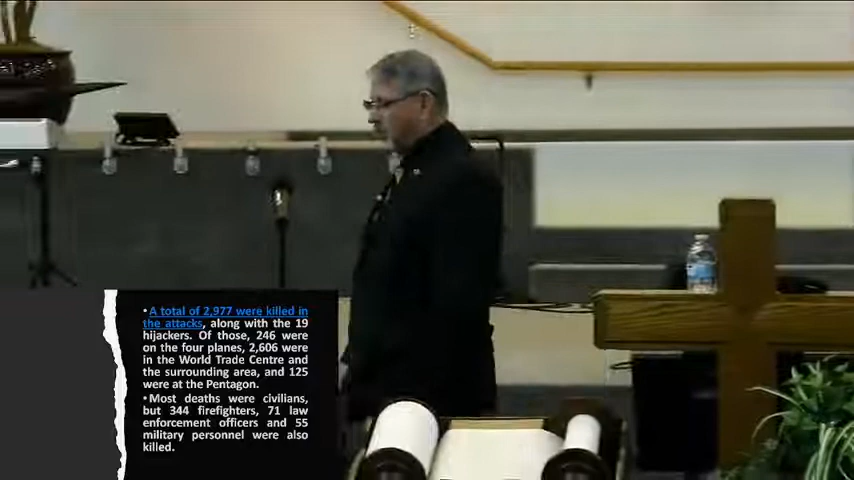 •A total of 2,977 were killed in
the attacks, along with the 19
hijackers. Of those, 246 were
on the four planes, 2,606 were
in the World Trade Centre and
the surrounding area, and 125
were at the Pentagon.
•Most deaths were civilians,
but 344 firefighters, 71 law
enforcement officers and 55
military personnel were also
killed.